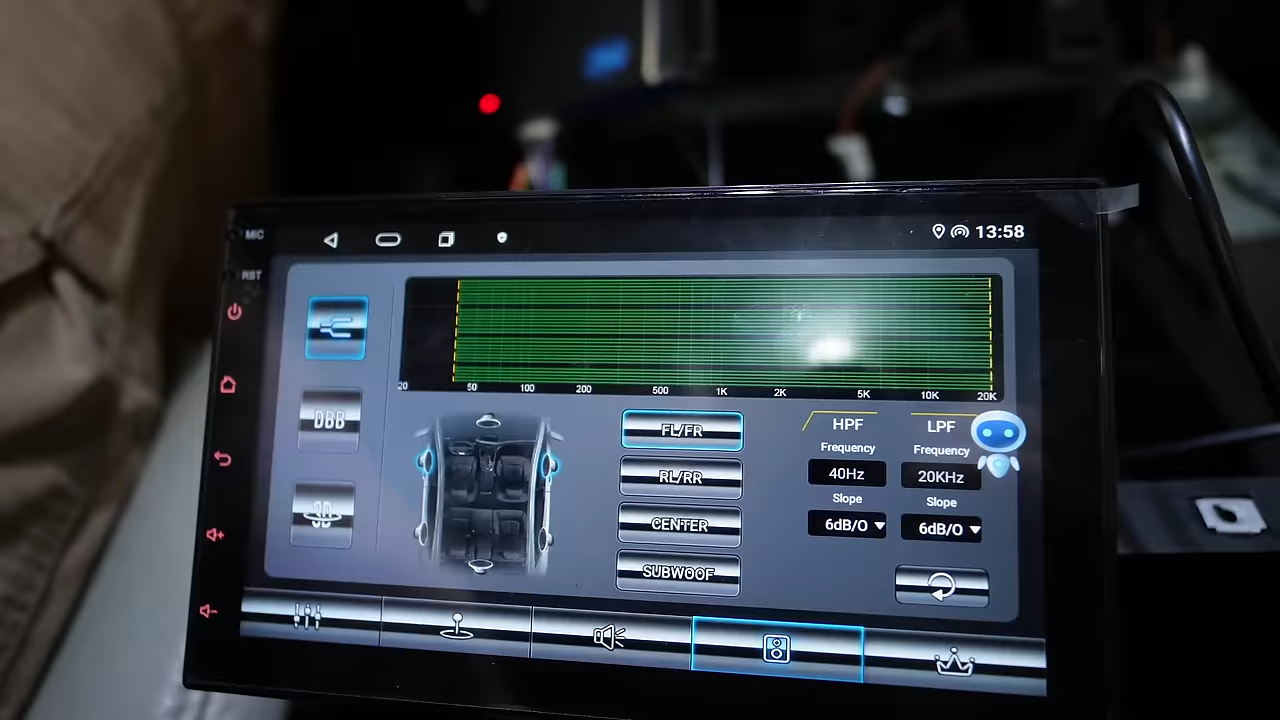 MIC
13:58
RST
20 50 100 200 500 1K 2K 5K 10K 20K
DBB
FL/FR
RL/RR
CENTER
SUBWOOF
HPF
Frequency
40Hz
Slope
6dB/O
LPF
Frequency
20KHz
Slope
6dB/O